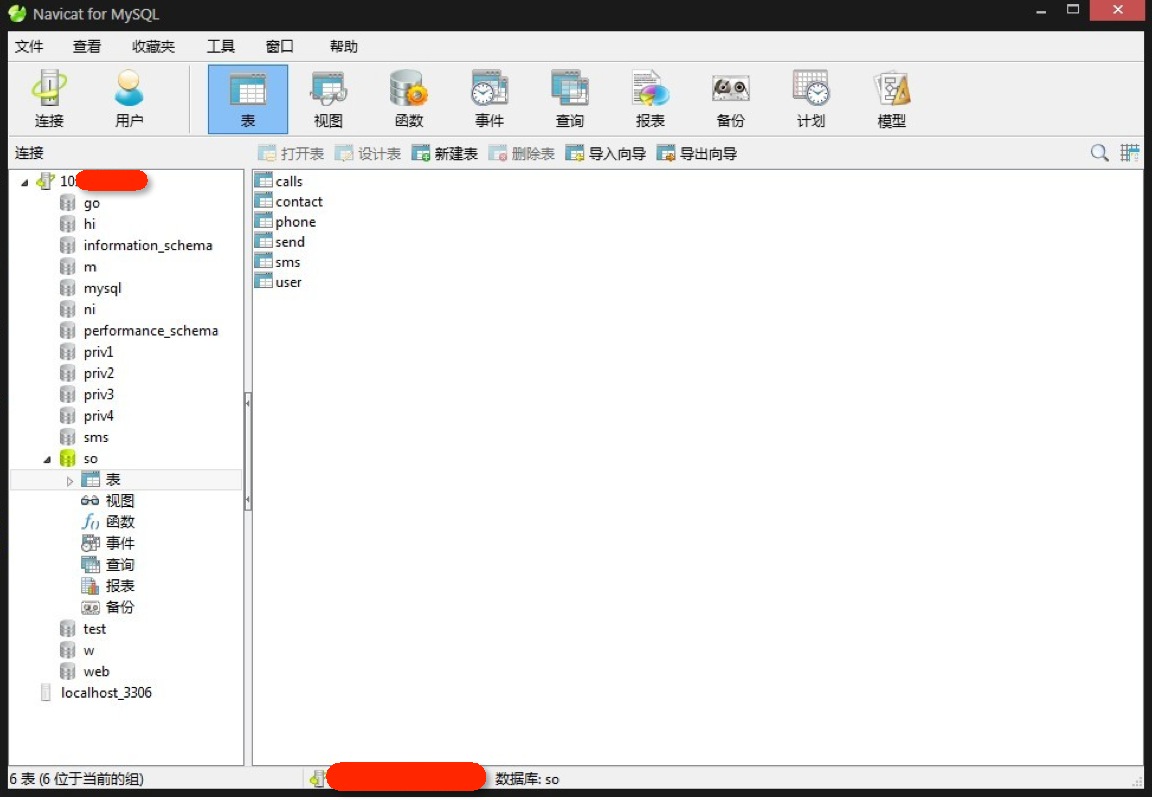 Navicat for MySQL
文件 查看 收藏夹 工具 窗口 帮助
连接 用户 表 视图 函数 事件 查询 报表 备份 计划 模型
连接 打开表 设计表 新建表 删除表 导入向导 导出向导
10
go
hi
information_schema
m
mysql
ni
performance_schema
priv1
priv2
priv3
priv4
sms
so
表
视图
函数
事件
查询
报表
备份
test
w
web
localhost_3306
calls
contact
phone
send
sms
user
6 表 (6 位于当前的组) 数据库: so